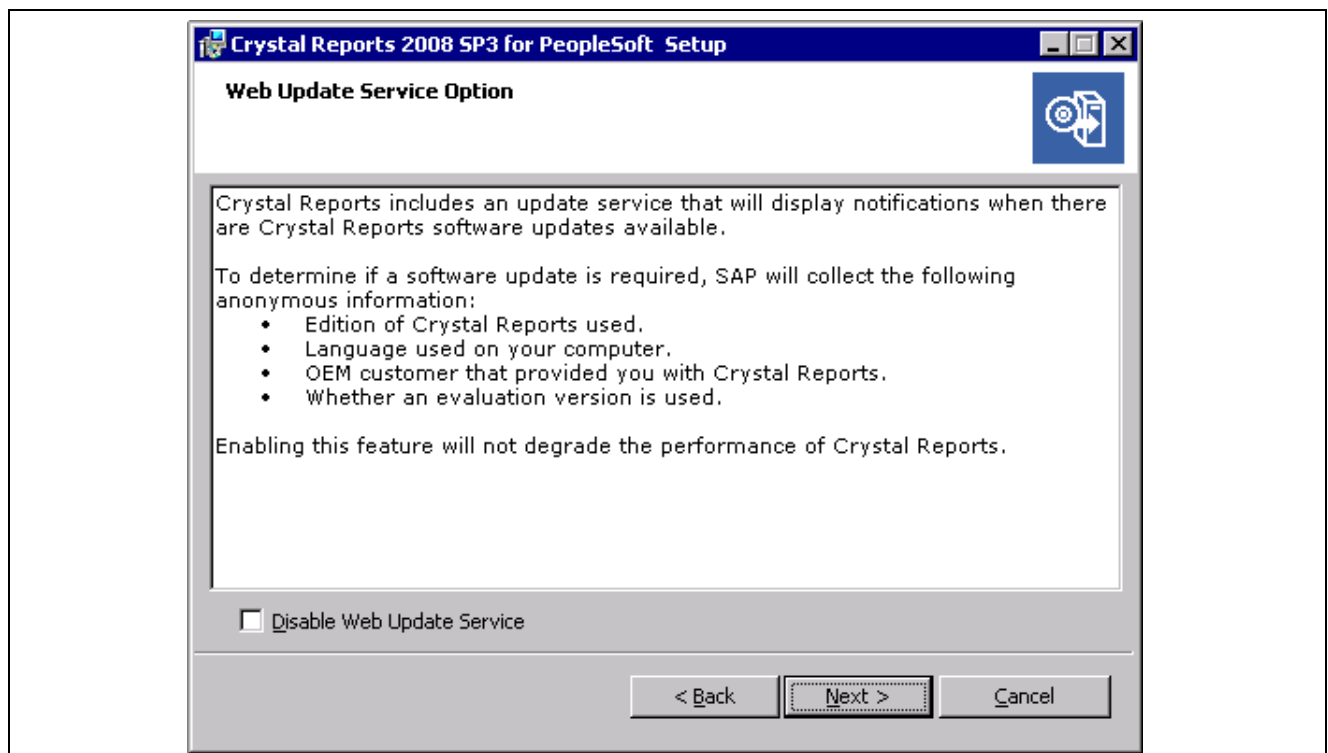 Crystal Reports 2008 SP3 for PeopleSoft Setup
Web Update Service Option
Crystal Reports includes an update service that will display notifications when there
are Crystal Reports software updates available.
To determine if a software update is required, SAP will collect the following
anonymous information:
• Edition of Crystal Reports used.
• Language used on your computer.
• OEM customer that provided you with Crystal Reports.
• Whether an evaluation version is used.
Enabling this feature will not degrade the performance of Crystal Reports.
Disable Web Update Service
< Back Next > Cancel